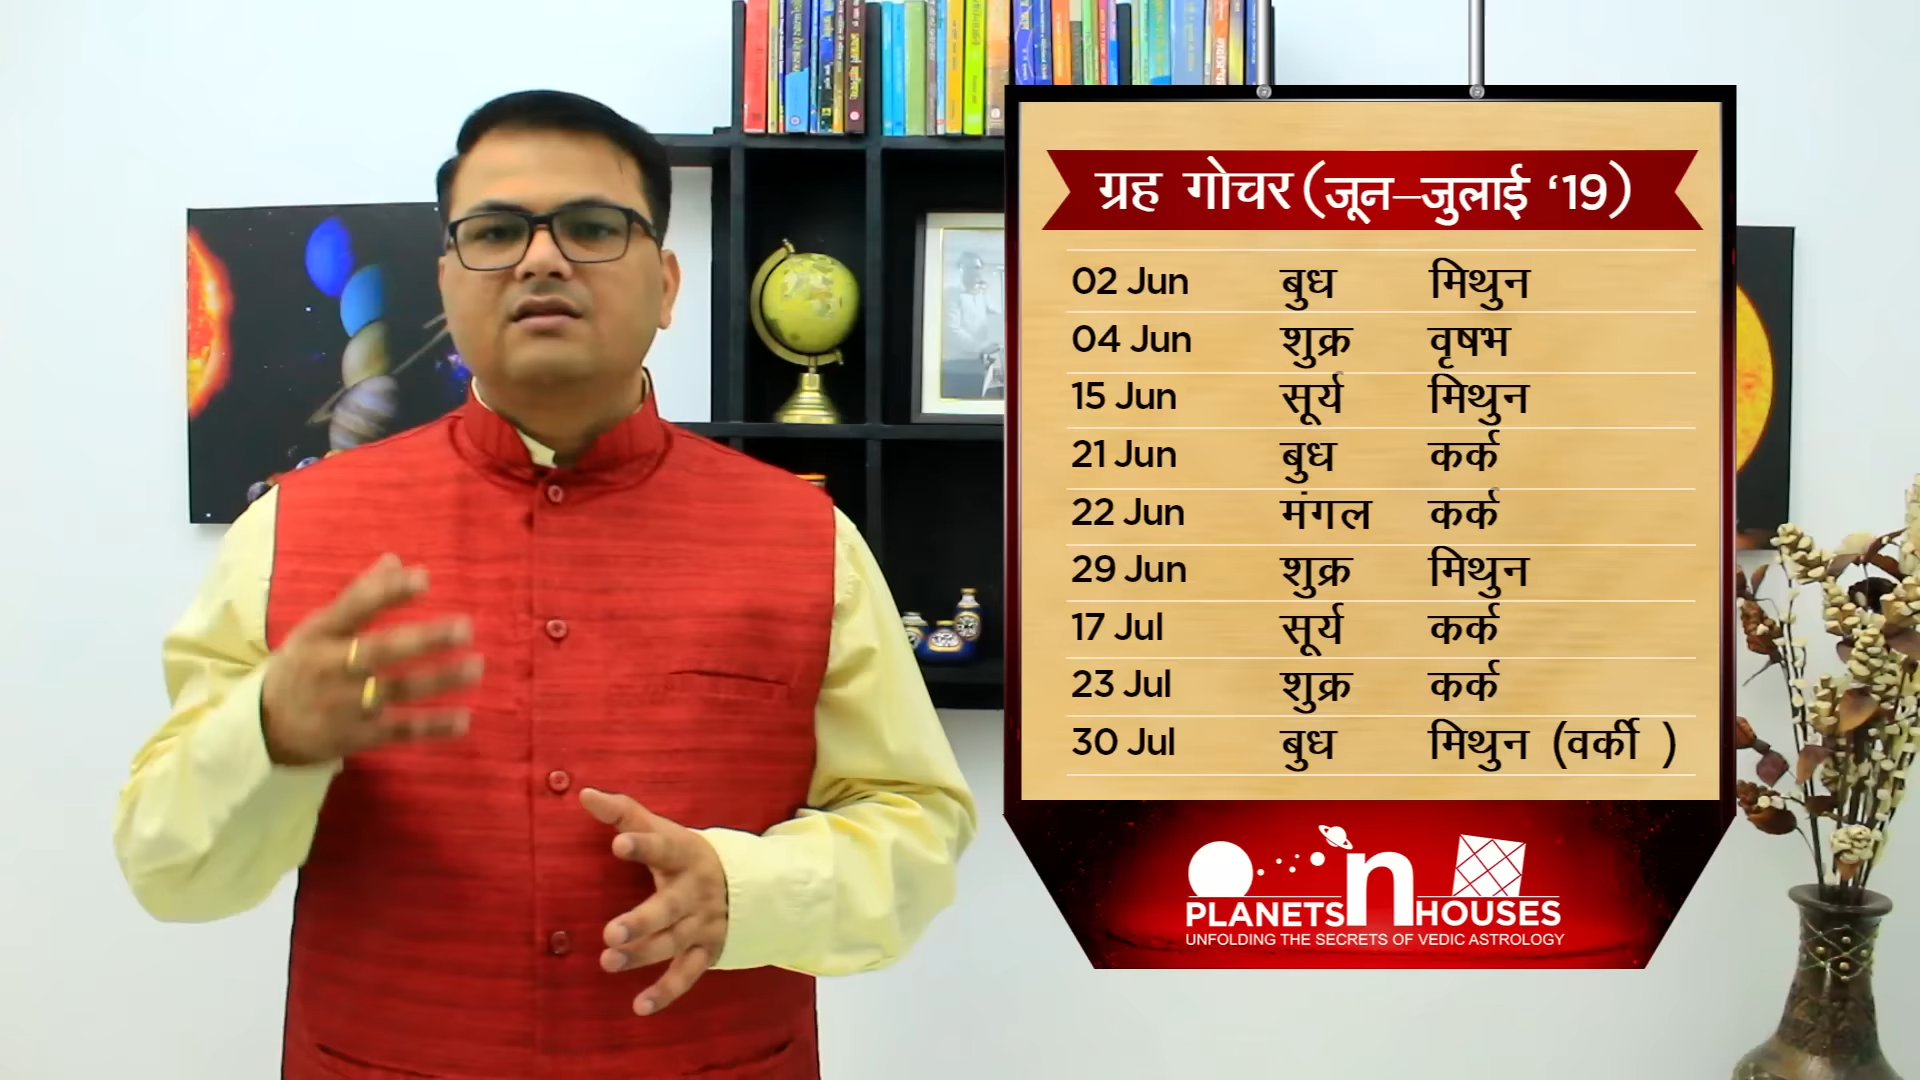 ग्रह गोचर (जून–जुलाई ‘19)
02 Jun बुध मिथुन
04 Jun शुक्र वृषभ
15 Jun सूर्य मिथुन
21 Jun बुध कर्क
22 Jun मंगल कर्क
29 Jun शुक्र मिथुन
17 Jul सूर्य कर्क
23 Jul शुक्र कर्क
30 Jul बुध मिथुन (वर्की )
PLANETS n HOUSES
UNFOLDING THE SECRETS OF VEDIC ASTROLOGY